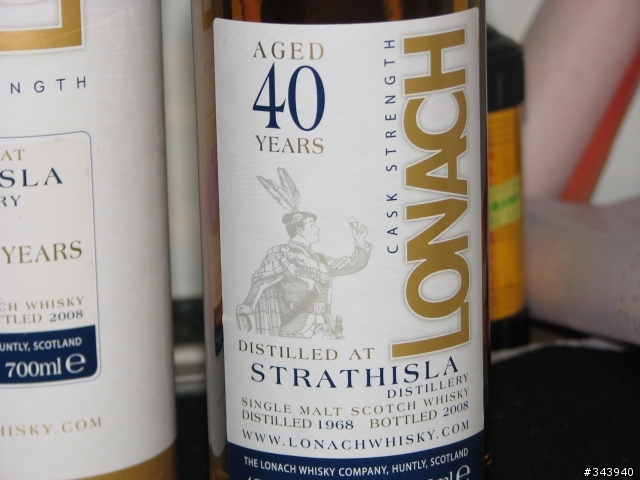 NGTH
AT
SLA
RY
YEARS
CH WHISKY
TLED 2008
HUNTLY, SCOTLAND
700ml e
HISKY.COM
AGED
40
YEARS
CASK STRENGTH
LONACH
DISTILLED AT
STRATHISLA
DISTILLERY
SINGLE MALT SCOTCH WHISKY
DISTILLED 1968 BOTTLED 2008
WWW.LONACHWHISKY.COM
THE LONACH WHISKY COMPANY, HUNTLY, SCOTLAND
#343940